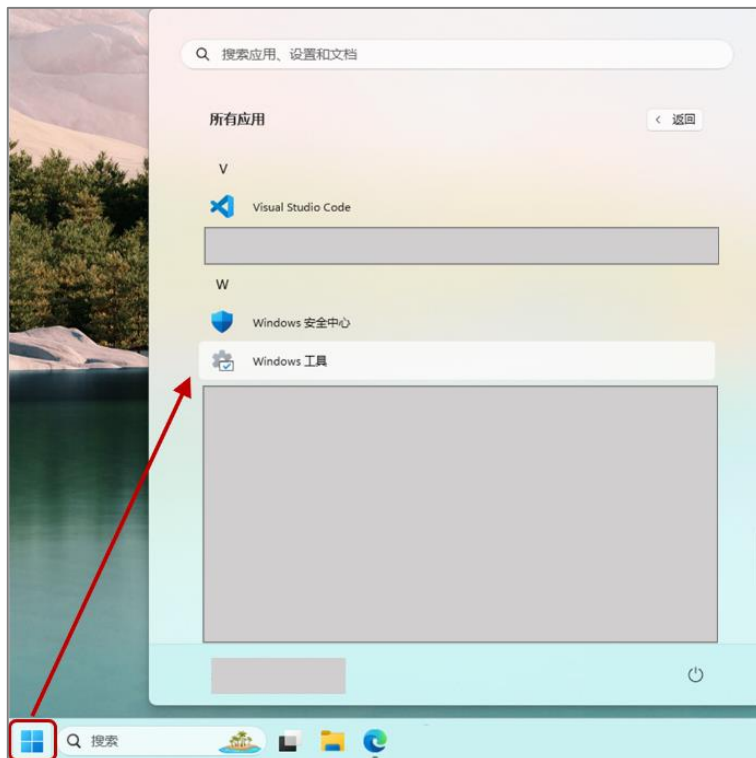 搜索应用、设置和文档
所有应用
返回
V
Visual Studio Code
W
Windows 安全中心
Windows 工具
搜索